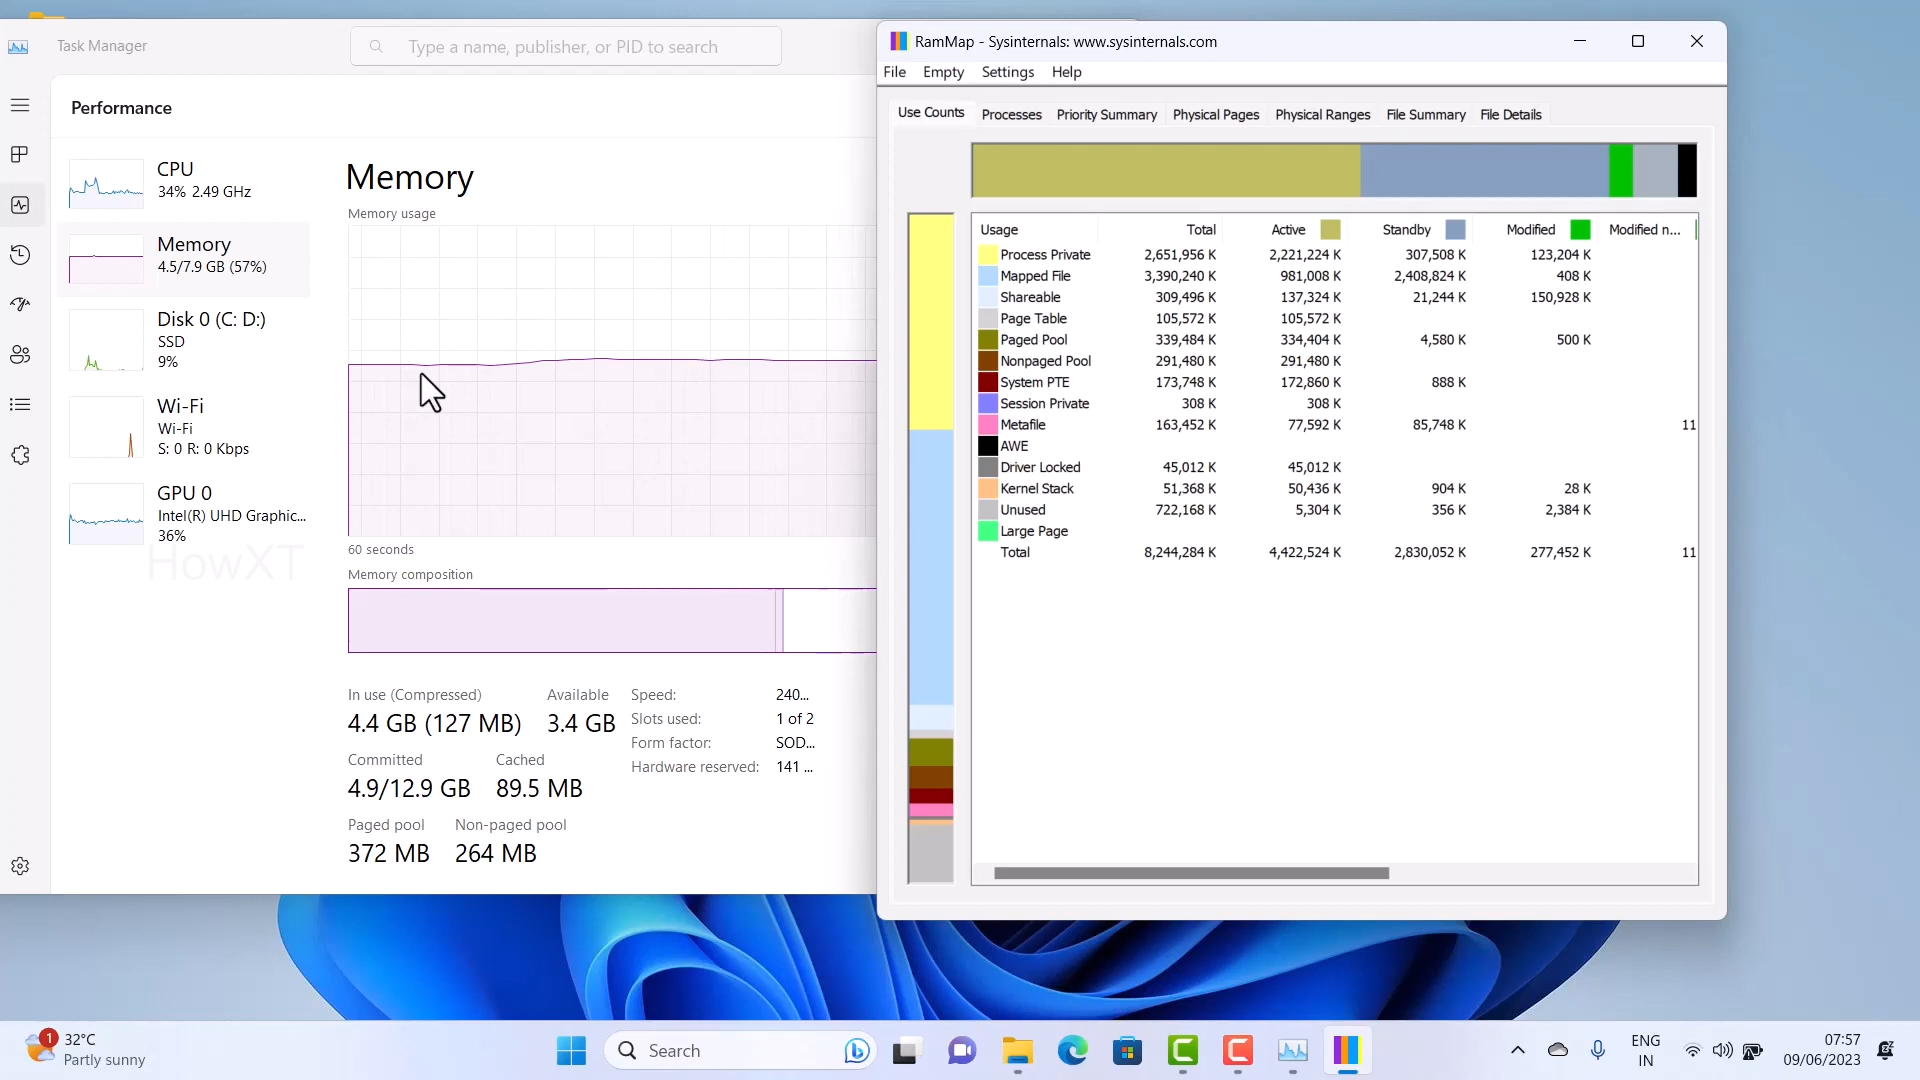 Task Manager
Type a name, publisher, or PID to search
Performance
CPU
34% 2.49 GHz
Memory
4.5/7.9 GB (57%)
Disk 0 (C: D:)
SSD
9%
Wi-Fi
Wi-Fi
S: 0 R: 0 Kbps
GPU 0
Intel(R) UHD Graphic...
36%
HowXT
Memory
Memory usage
60 seconds
Memory composition
In use (Compressed)
4.4 GB (127 MB)
Available
3.4 GB
Committed
4.9/12.9 GB
Cached
89.5 MB
Paged pool
372 MB
Non-paged pool
264 MB
Speed: 240...
Slots used: 1 of 2
Form factor: SOD...
Hardware reserved: 141 ...
RamMap - Sysinternals: www.sysinternals.com
File Empty Settings Help
Use Counts Processes Priority Summary Physical Pages Physical Ranges File Summary File Details
Usage Total Active Standby Modified Modified n...
Process Private 2,651,956 K 2,221,224 K 307,508 K 123,204 K
Mapped File 3,390,240 K 981,008 K 2,408,824 K 408 K
Shareable 309,496 K 137,324 K 21,244 K 150,928 K
Page Table 105,572 K 105,572 K
Paged Pool 339,484 K 334,404 K 4,580 K 500 K
Nonpaged Pool 291,480 K 291,480 K
System PTE 173,748 K 172,860 K 888 K
Session Private 308 K 308 K
Metafile 163,452 K 77,592 K 85,748 K 11
AWE
Driver Locked 45,012 K 45,012 K
Kernel Stack 51,368 K 50,436 K 904 K 28 K
Unused 722,168 K 5,304 K 356 K 2,384 K
Large Page
Total 8,244,284 K 4,422,524 K 2,830,052 K 277,452 K 11
1
32°C
Partly sunny
Search
ENG
IN
07:57
09/06/2023